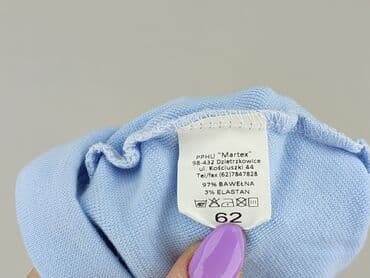 PPHU "Martex"
98-432 Dzietrzkowice
ul. Kościuszki 44
Tel/fax (62)7847828
97% BAWEŁNA
3% ELASTAN
62